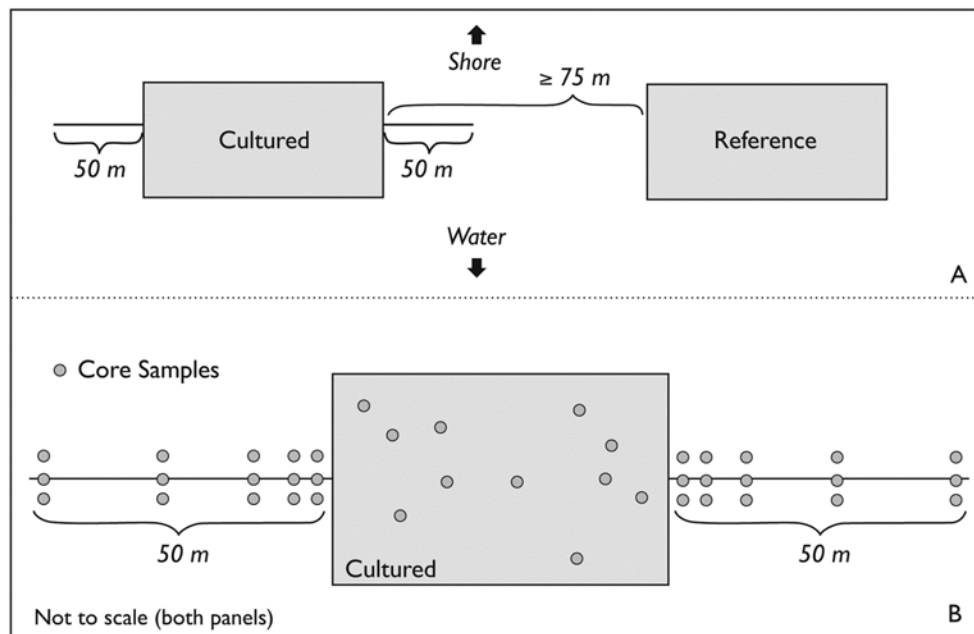 Shore
≥ 75 m
Cultured
Reference
50 m
50 m
Water
A
Core Samples
50 m
50 m
Cultured
Not to scale (both panels)
B